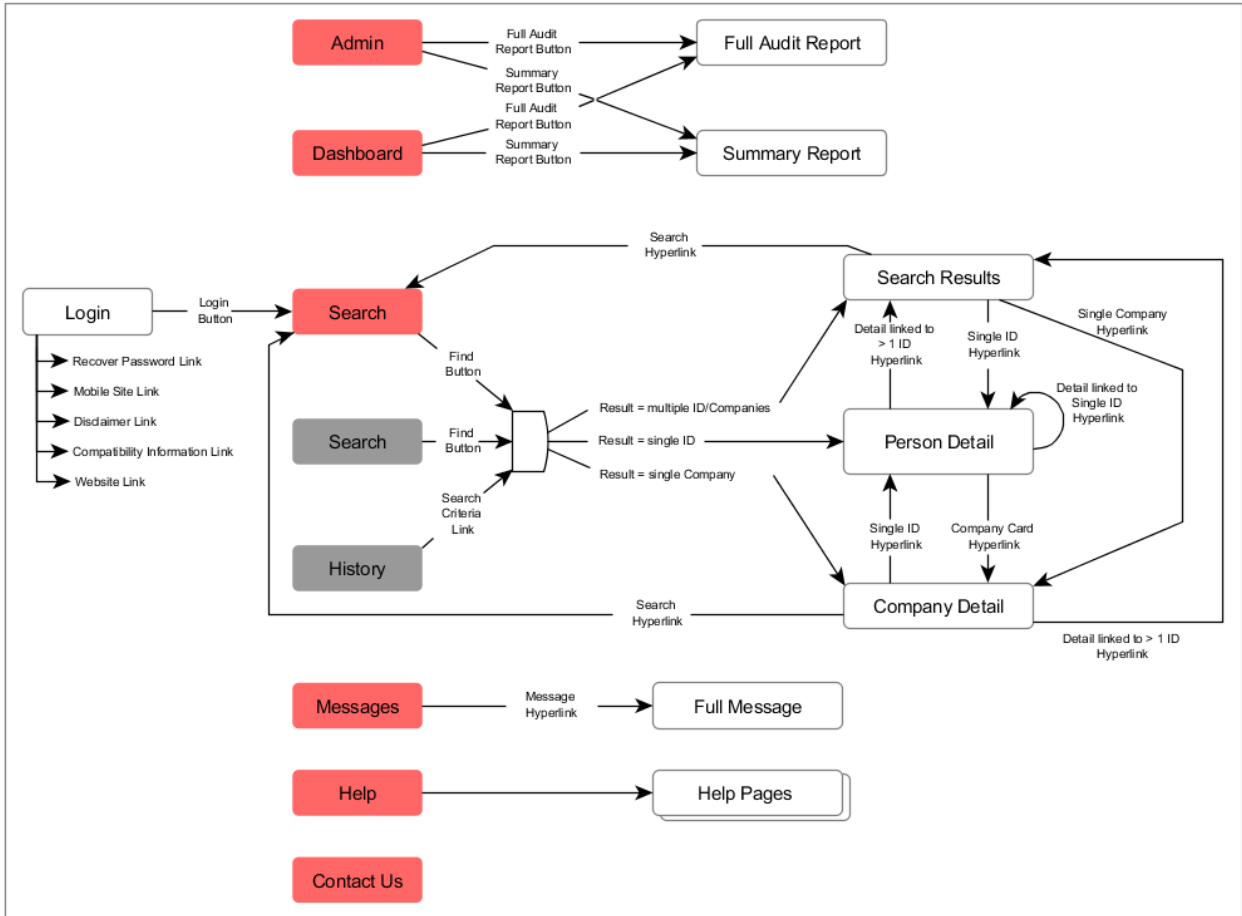 Admin
Full Audit
Report Button
Full Audit Report
Summary
Report Button
Full Audit
Report Button
Dashboard
Summary
Report Button
Summary Report
Search
Hyperlink
Search Results
Login
Login
Button
Search
Detail linked to
> 1 ID
Hyperlink
Single ID
Hyperlink
Single Company
Hyperlink
Recover Password Link
Mobile Site Link
Disclaimer Link
Compatibility Information Link
Website Link
Find
Button
Search
Find
Button
Result = multiple ID/Companies
Result = single ID
Result = single Company
Person Detail
Detail linked to
Single ID
Hyperlink
Search
Criteria
Link
History
Single ID
Hyperlink
Company Card
Hyperlink
Search
Hyperlink
Company Detail
Detail linked to > 1 ID
Hyperlink
Messages
Message
Hyperlink
Full Message
Help
Help Pages
Contact Us